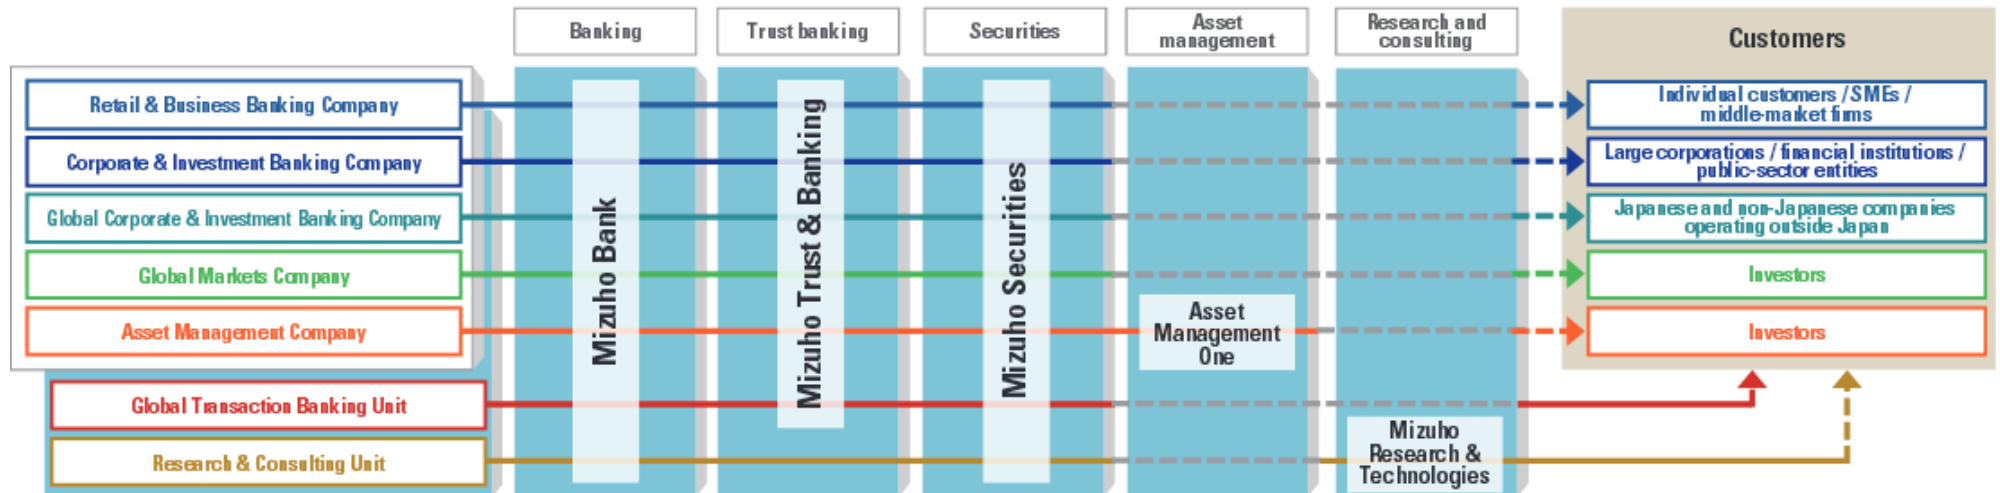 Banking
Trust banking
Securities
Asset
management
Research and
consulting
Customers
Retail & Business Banking Company
Corporate & Investment Banking Company
Global Corporate & Investment Banking Company
Global Markets Company
Asset Management Company
Global Transaction Banking Unit
Research & Consulting Unit
Mizuho Bank
Mizuho Trust & Banking
Mizuho Securities
Asset
Management
One
Mizuho
Research &
Technologies
Individual customers / SMEs /
middle-market firms
Large corporations / financial institutions /
public-sector entities
Japanese and non-Japanese companies
operating outside Japan
Investors
Investors